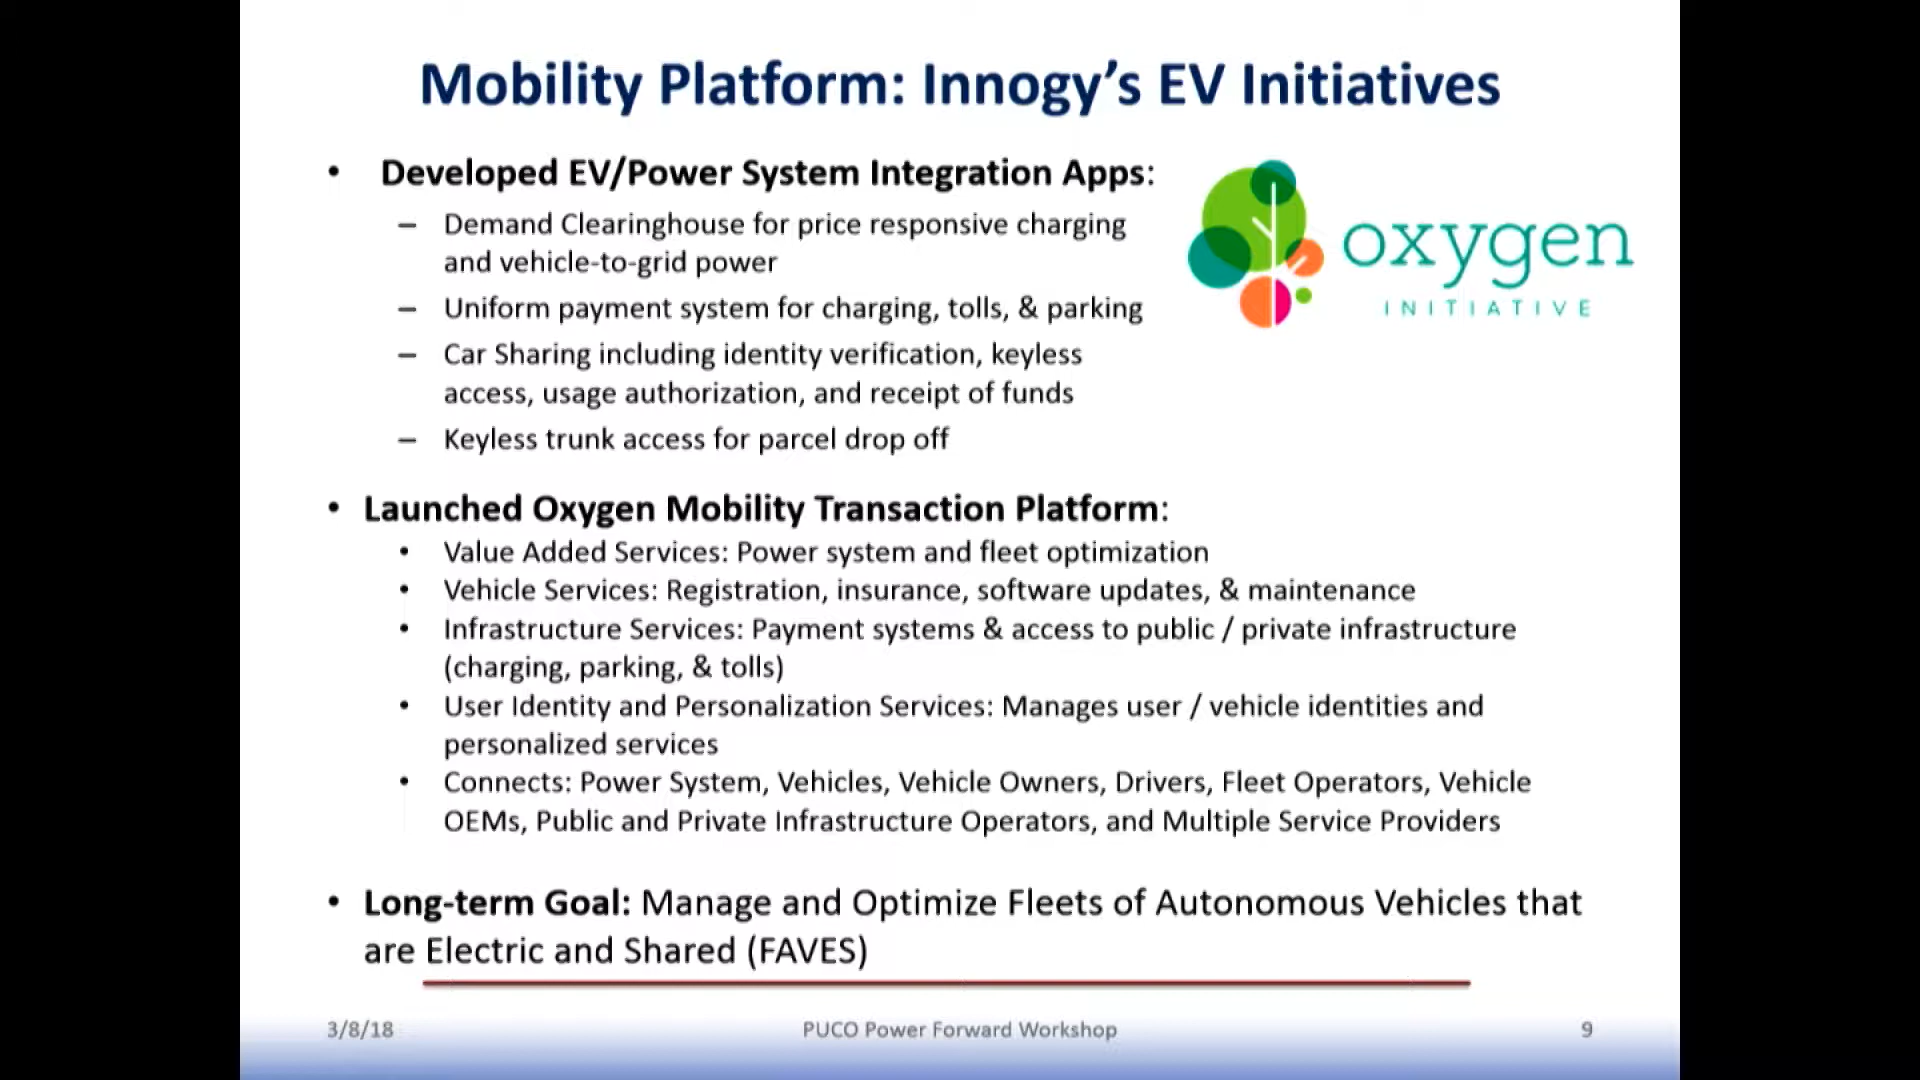 Mobility Platform: Innogy's EV Initiatives
• Developed EV/Power System Integration Apps:
– Demand Clearinghouse for price responsive charging
and vehicle-to-grid power
– Uniform payment system for charging, tolls, & parking
– Car Sharing including identity verification, keyless
access, usage authorization, and receipt of funds
– Keyless trunk access for parcel drop off
oxygen
INITIATIVE
• Launched Oxygen Mobility Transaction Platform:
• Value Added Services: Power system and fleet optimization
• Vehicle Services: Registration, insurance, software updates, & maintenance
• Infrastructure Services: Payment systems & access to public / private infrastructure
(charging, parking, & tolls)
• User Identity and Personalization Services: Manages user / vehicle identities and
personalized services
• Connects: Power System, Vehicles, Vehicle Owners, Drivers, Fleet Operators, Vehicle
OEMs, Public and Private Infrastructure Operators, and Multiple Service Providers
• Long-term Goal: Manage and Optimize Fleets of Autonomous Vehicles that
are Electric and Shared (FAVES)
3/8/18 PUCO Power Forward Workshop 9